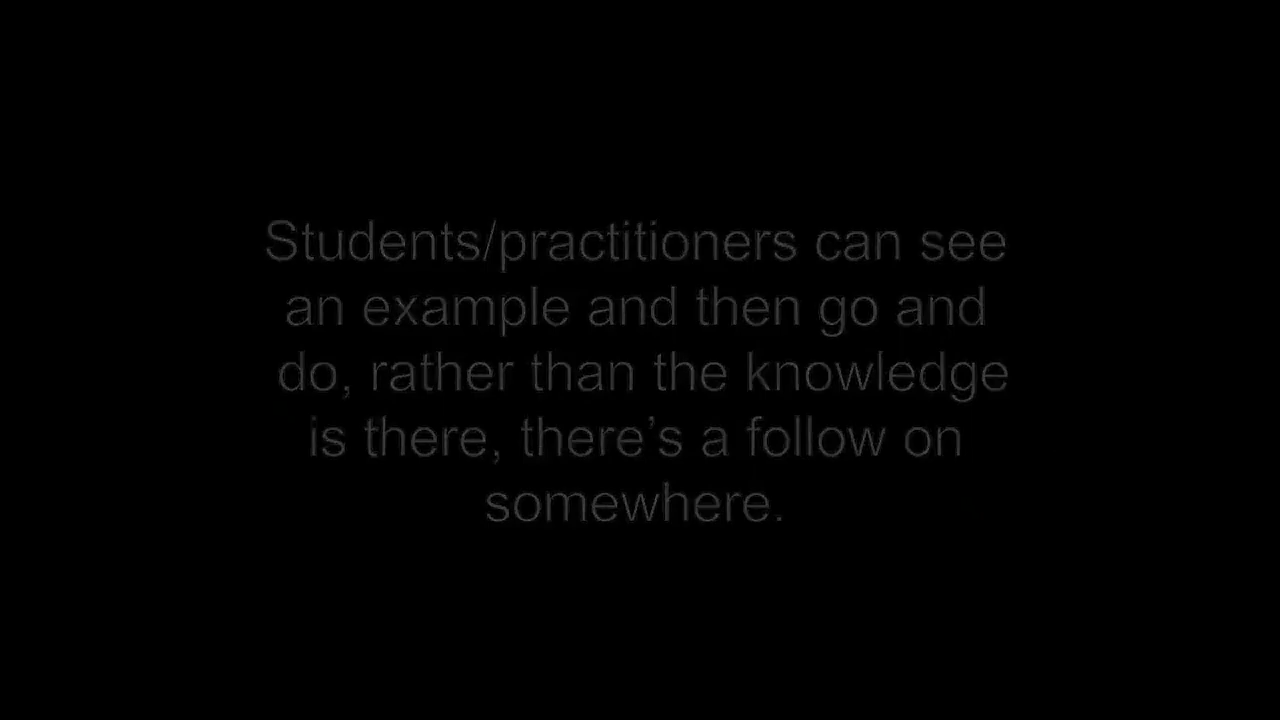 Students/practitioners can see
an example and then go and
do, rather than the knowledge
is there, there’s a follow on
somewhere.